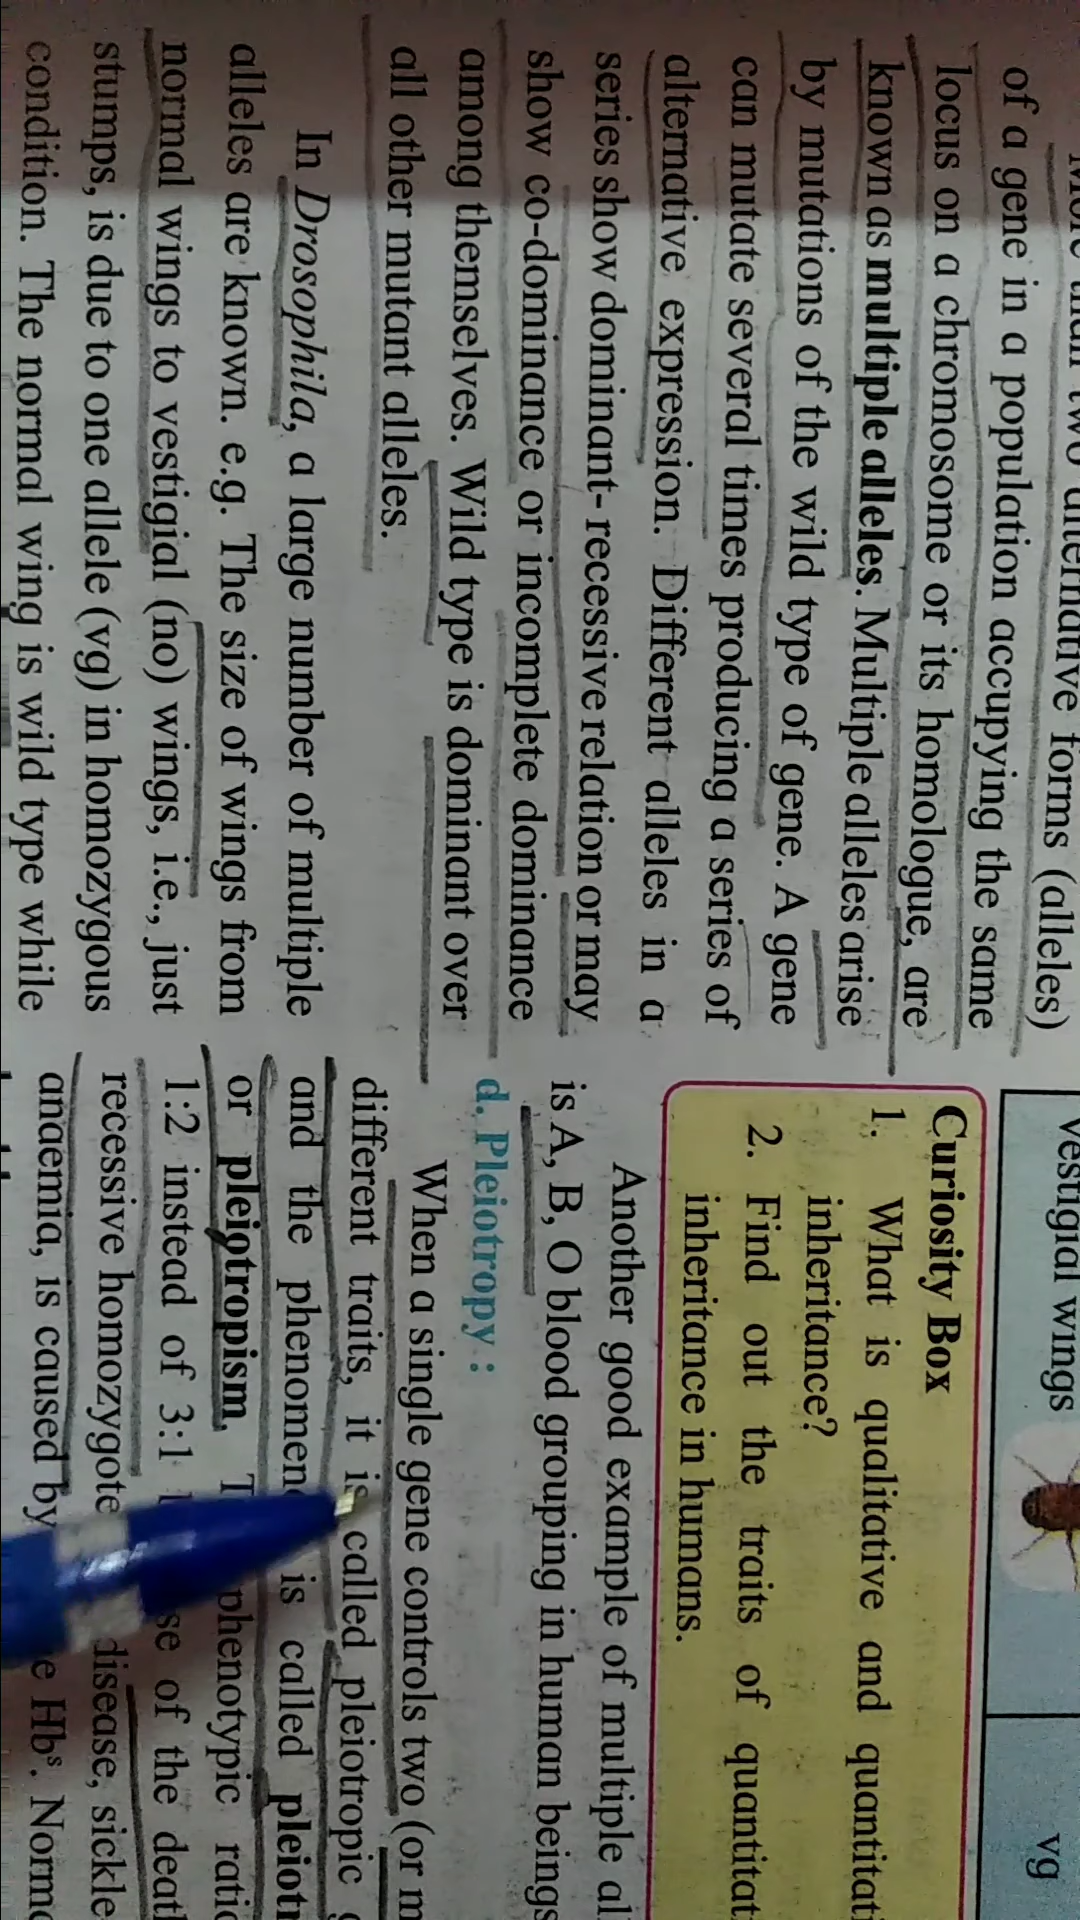 More than two alternative forms (alleles)
of a gene in a population occupying the same
locus on a chromosome or its homologue, are
known as multiple alleles. Multiple alleles arise
by mutations of the wild type of gene. A gene
can mutate several times producing a series of
alternative expression. Different alleles in a
series show dominant- recessive relation or may
show co-dominance or incomplete dominance
among themselves. Wild type is dominant over
all other mutant alleles.
In Drosophila, a large number of multiple
alleles are known. e.g. The size of wings from
normal wings to vestigial (no) wings, i.e., just
stumps, is due to one allele (vg) in homozygous
condition. The normal wing is wild type while
Vestigial wings vg
Curiosity Box
1. What is qualitative and quantitat
inheritance?
2. Find out the traits of quantitat
inheritance in humans.
Another good example of multiple al
is A, B, O blood grouping in human beings
d. Pleiotropy :
When a single gene controls two (or m
different traits, it is called pleiotropic
and the phenomen is called pleiotr
or pleiotropism. phenotypic ratio
1:2 instead of 3:1 of the death
recessive homozygote disease, sickle
anaemia, is caused by Hbˢ. Norma